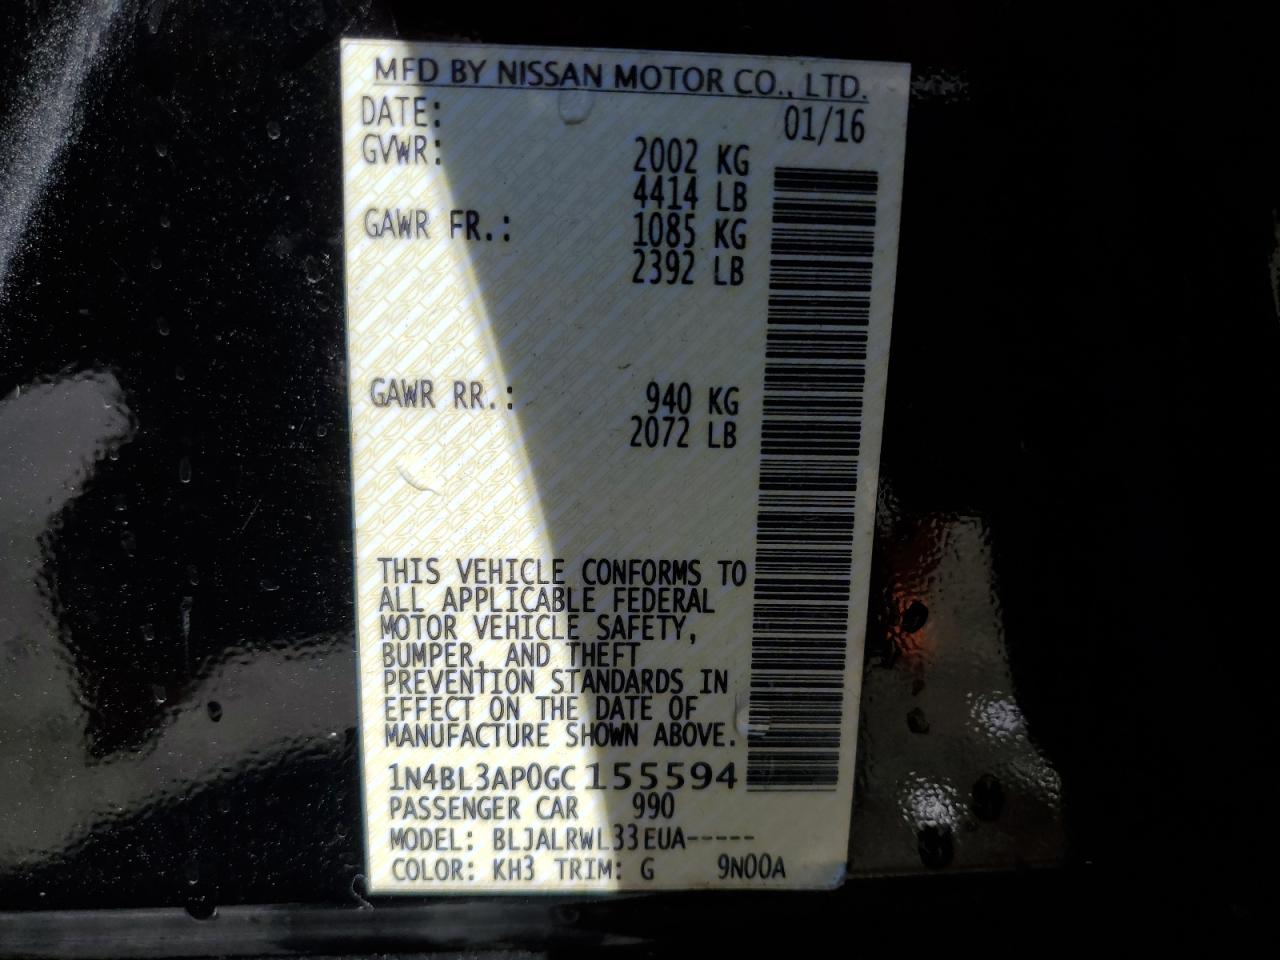 MFD BY NISSAN MOTOR CO., LTD.
DATE: 01/16
GVWR: 2002 KG
4414 LB
GAWR FR.: 1085 KG
2392 LB
GAWR RR.: 940 KG
2072 LB
THIS VEHICLE CONFORMS TO
ALL APPLICABLE FEDERAL
MOTOR VEHICLE SAFETY,
BUMPER, AND THEFT
PREVENTION STANDARDS IN
EFFECT ON THE DATE OF
MANUFACTURE SHOWN ABOVE.
1N4BL3AP0GC155594
PASSENGER CAR 990
MODEL: BLJALRWL33EUA-----
COLOR: KH3 TRIM: G 9N00A